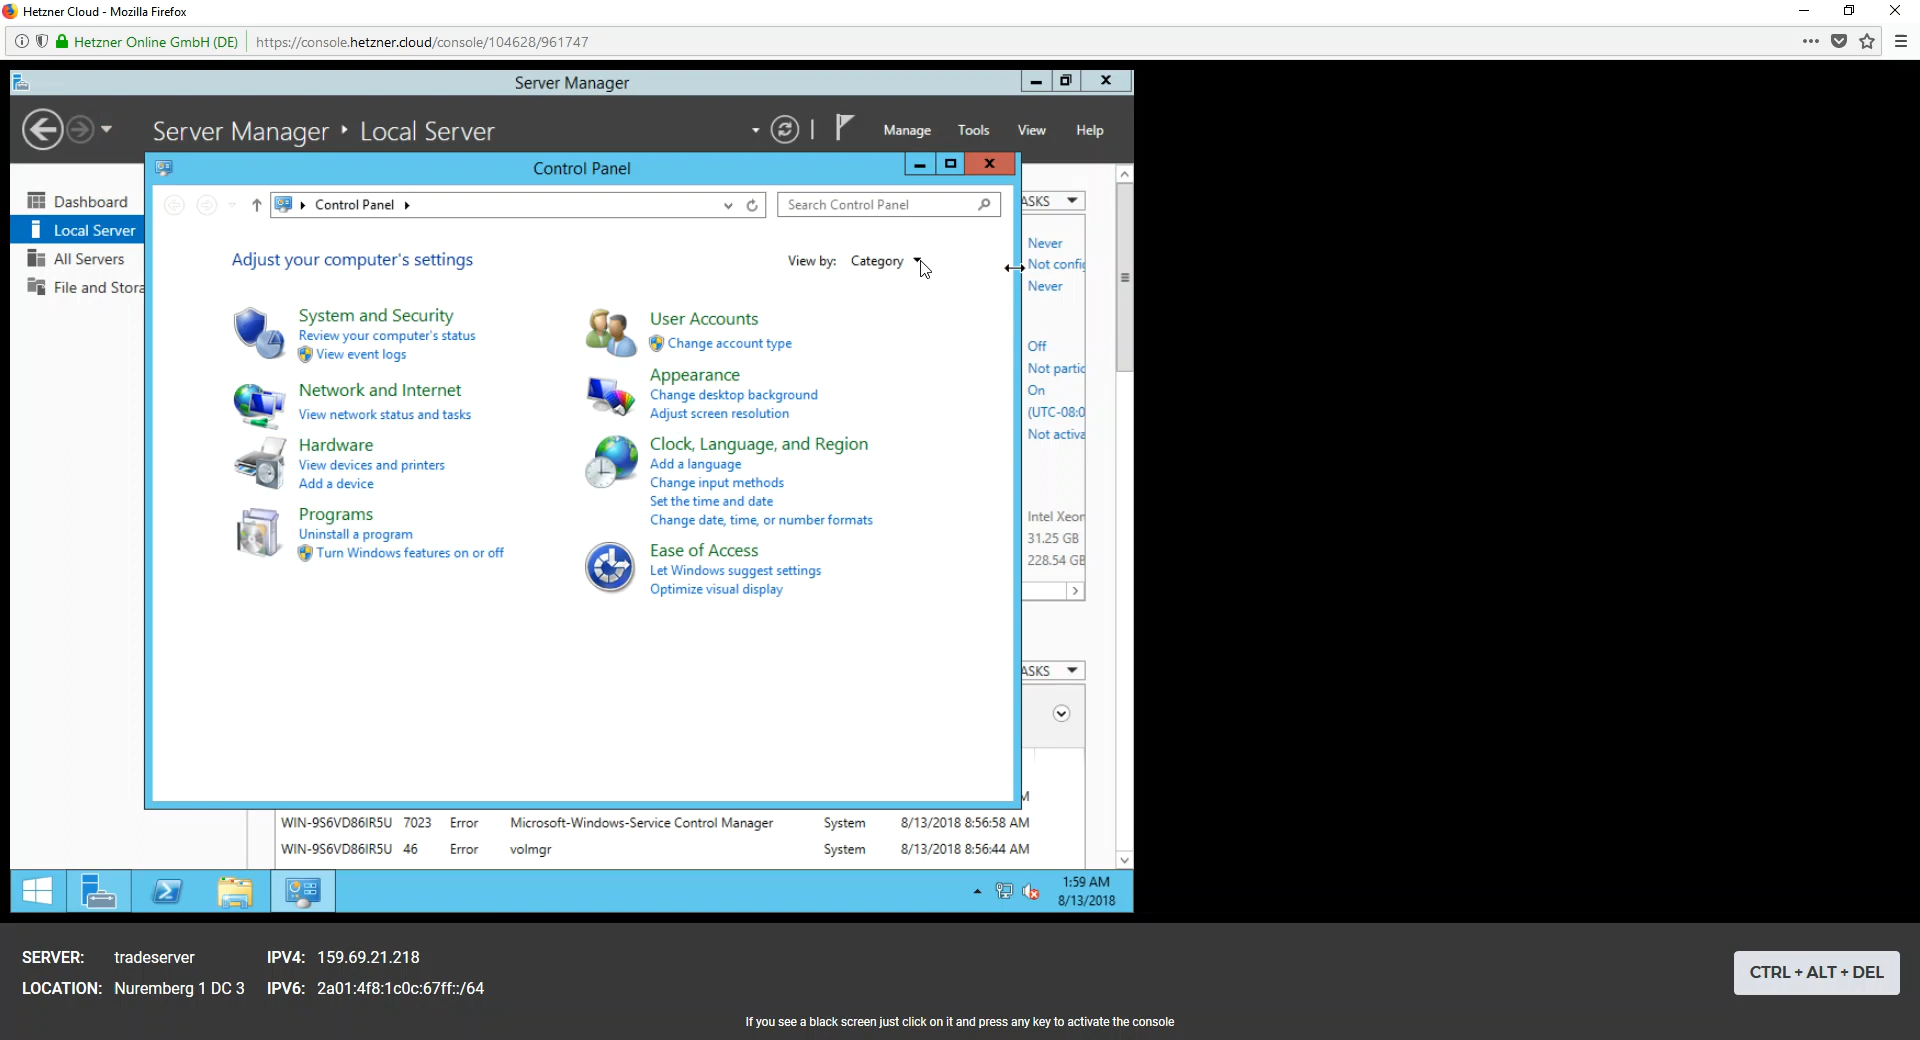 Hetzner Cloud - Mozilla Firefox
Hetzner Online GmbH (DE) https://console.hetzner.cloud/console/104628/961747
Server Manager
Server Manager Local Server
Manage Tools View Help
Control Panel
Dashboard
Local Server
All Servers
File and Stora
Control Panel
Search Control Panel
ASKS
Adjust your computer's settings
View by: Category
Never
Not config
Never
System and Security
Review your computer's status
View event logs
Network and Internet
View network status and tasks
Hardware
View devices and printers
Add a device
Programs
Uninstall a program
Turn Windows features on or off
User Accounts
Change account type
Appearance
Change desktop background
Adjust screen resolution
Clock, Language, and Region
Add a language
Change input methods
Set the time and date
Change date, time, or number formats
Ease of Access
Let Windows suggest settings
Optimize visual display
Off
Not partic
On
(UTC-08:0
Not activa
Intel Xeor
31.25 GB
228.54 GB
ASKS
M
WIN-9S6VD86IR5U 7023 Error Microsoft-Windows-Service Control Manager System 8/13/2018 8:56:58 AM
WIN-9S6VD86IR5U 46 Error volmgr System 8/13/2018 8:56:44 AM
1:59 AM
8/13/2018
SERVER: tradeserver IPV4: 159.69.21.218
LOCATION: Nuremberg 1 DC 3 IPV6: 2a01:4f8:1c0c:67ff::/64
CTRL + ALT + DEL
If you see a black screen just click on it and press any key to activate the console